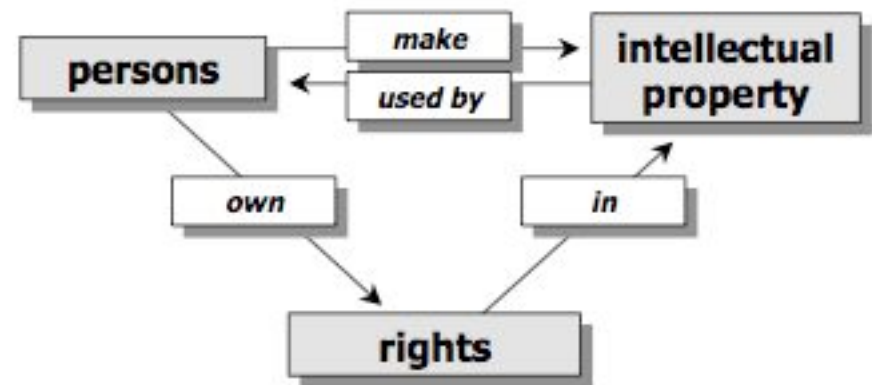 persons
make
used by
intellectual
property
own
in
rights